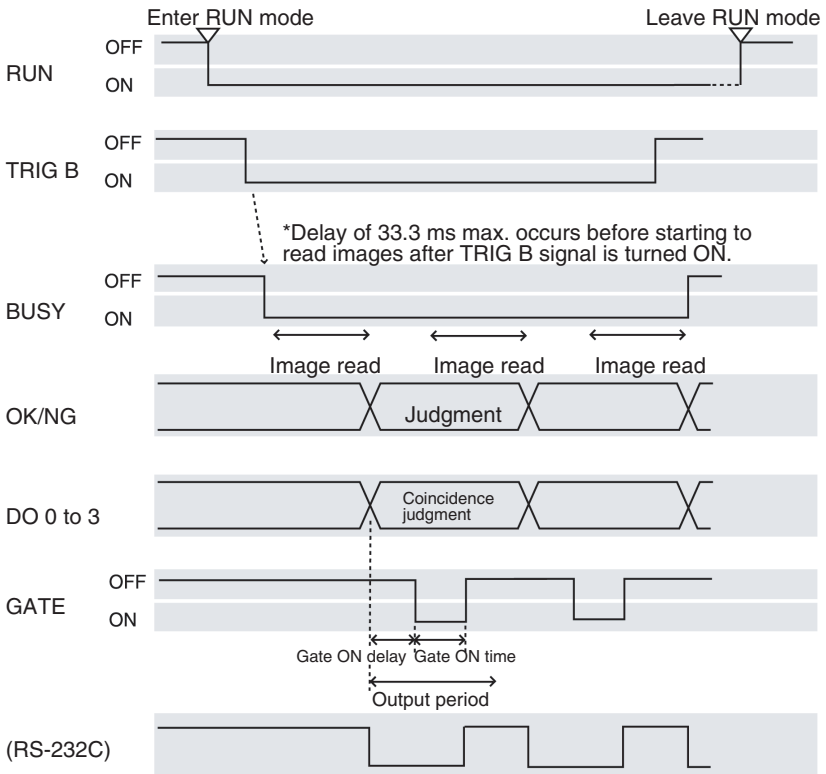 Enter RUN mode
Leave RUN mode
OFF
RUN
ON
OFF
TRIG B
ON
*Delay of 33.3 ms max. occurs before starting to
read images after TRIG B signal is turned ON.
OFF
BUSY
ON
Image read
Image read
Image read
OK/NG
Judgment
DO 0 to 3
Coincidence
judgment
OFF
GATE
ON
Gate ON delay
Gate ON time
Output period
(RS-232C)